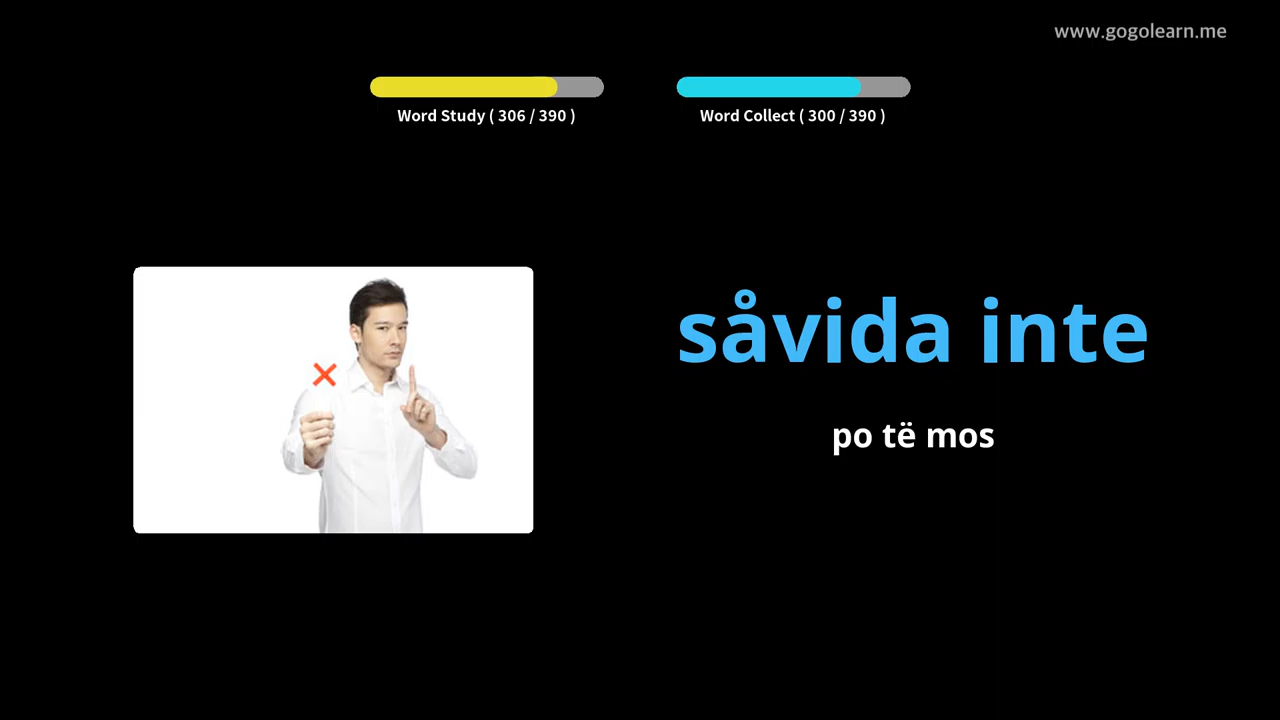 www.gogolearn.me
Word Study ( 306 / 390 )
Word Collect ( 300 / 390 )
såvida inte
po të mos